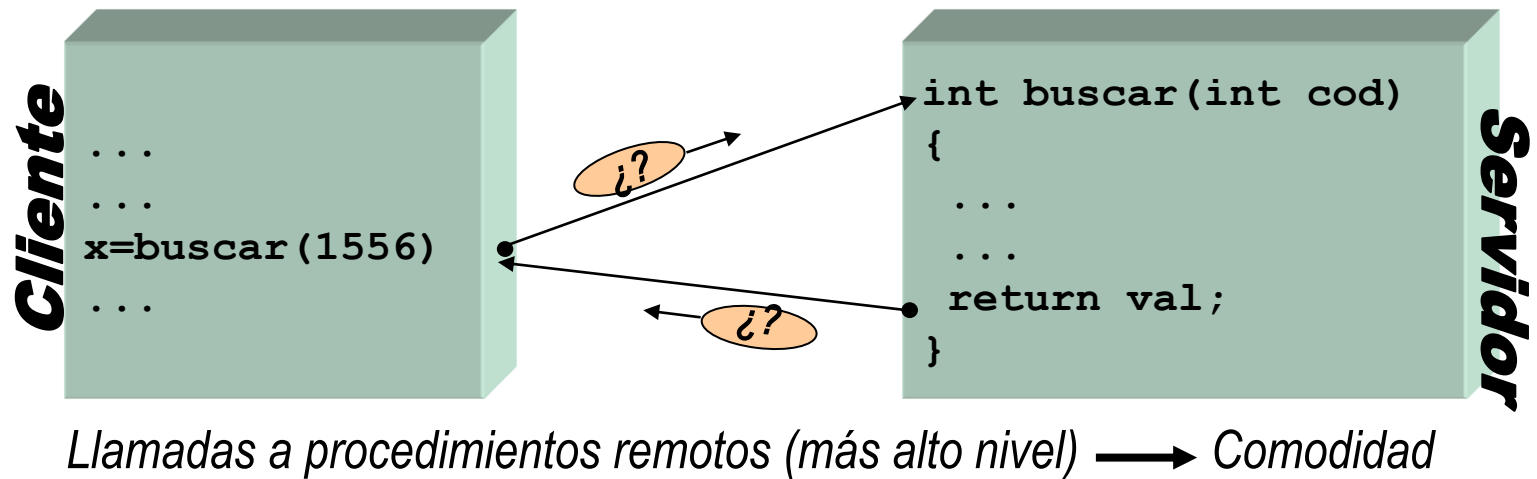 Cliente
...
...
x=buscar(1556)
...
¿?
¿?
int buscar(int cod)
{
...
...
return val;
}
Servidor
Llamadas a procedimientos remotos (más alto nivel) → Comodidad